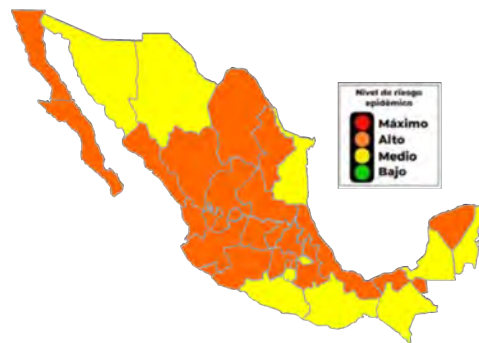 Nivel de riesgo
epidémico
Máximo
Alto
Medio
Bajo